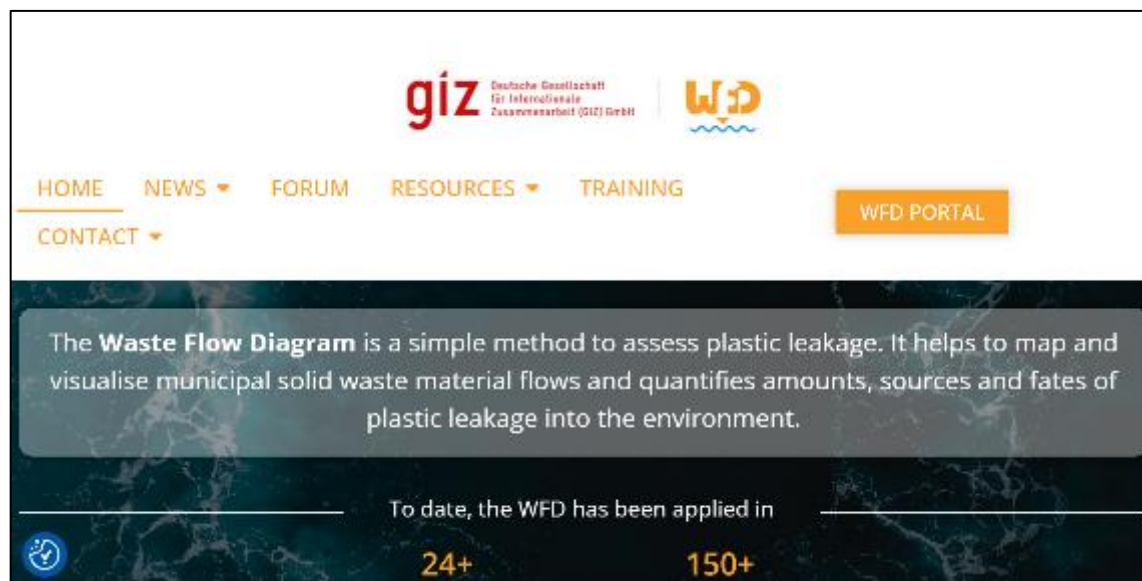 giz Deutsche Gesellschaft
für Internationale
Zusammenarbeit (GIZ) GmbH
WFD
HOME NEWS FORUM RESOURCES TRAINING
CONTACT
WFD PORTAL
The Waste Flow Diagram is a simple method to assess plastic leakage. It helps to map and
visualise municipal solid waste material flows and quantifies amounts, sources and fates of
plastic leakage into the environment.
To date, the WFD has been applied in
24+ 150+